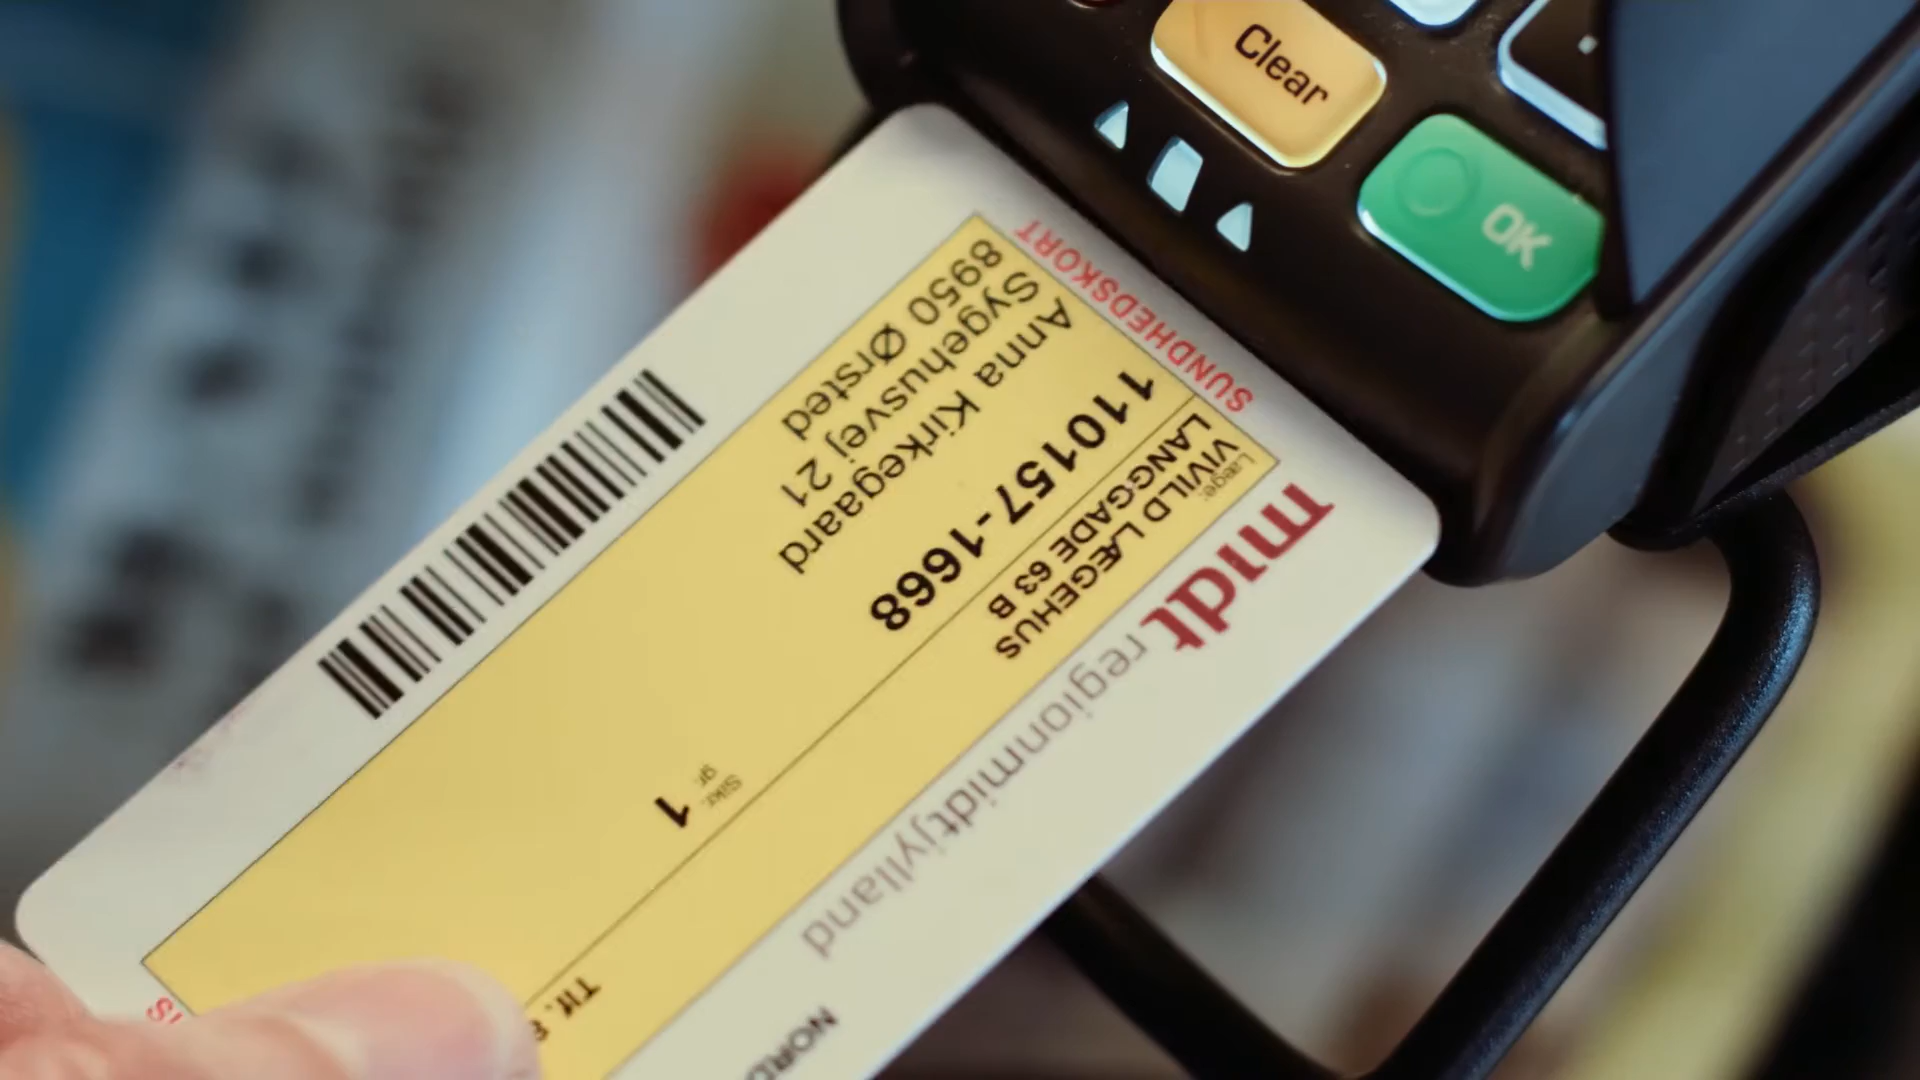 Clear
OK
SUNDHEDSKORT
midt regionmidtjylland
Læge:
VIVILD LÆGEHUS
LANGGADE 63 B
Tlf.
110157-1668
Sikr.
gr.
1
Anna Kirkegaard
Sygehusvej 21
8950 Ørsted